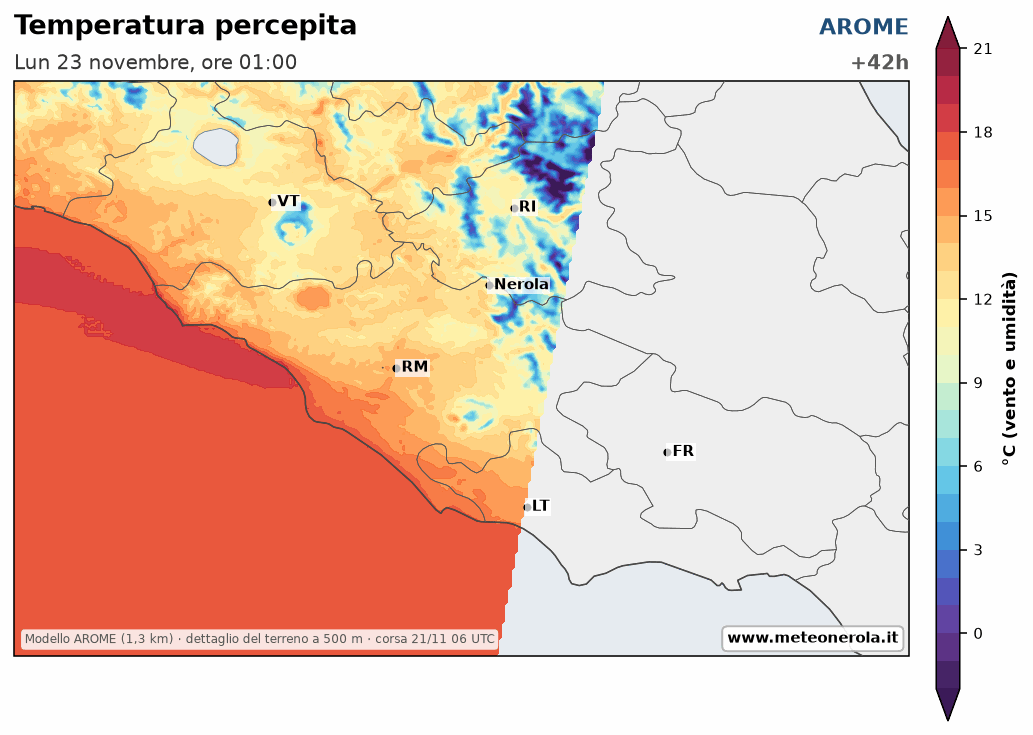 Temperatura percepita
AROME
Lun 23 novembre, ore 01:00
+42h
VT
RI
Nerola
RM
FR
LT
Modello AROME (1,3 km) · dettaglio del terreno a 500 m · corsa 21/11 06 UTC
www.meteonerola.it
21
18
15
12
9
6
3
0
°C (vento e umidità)